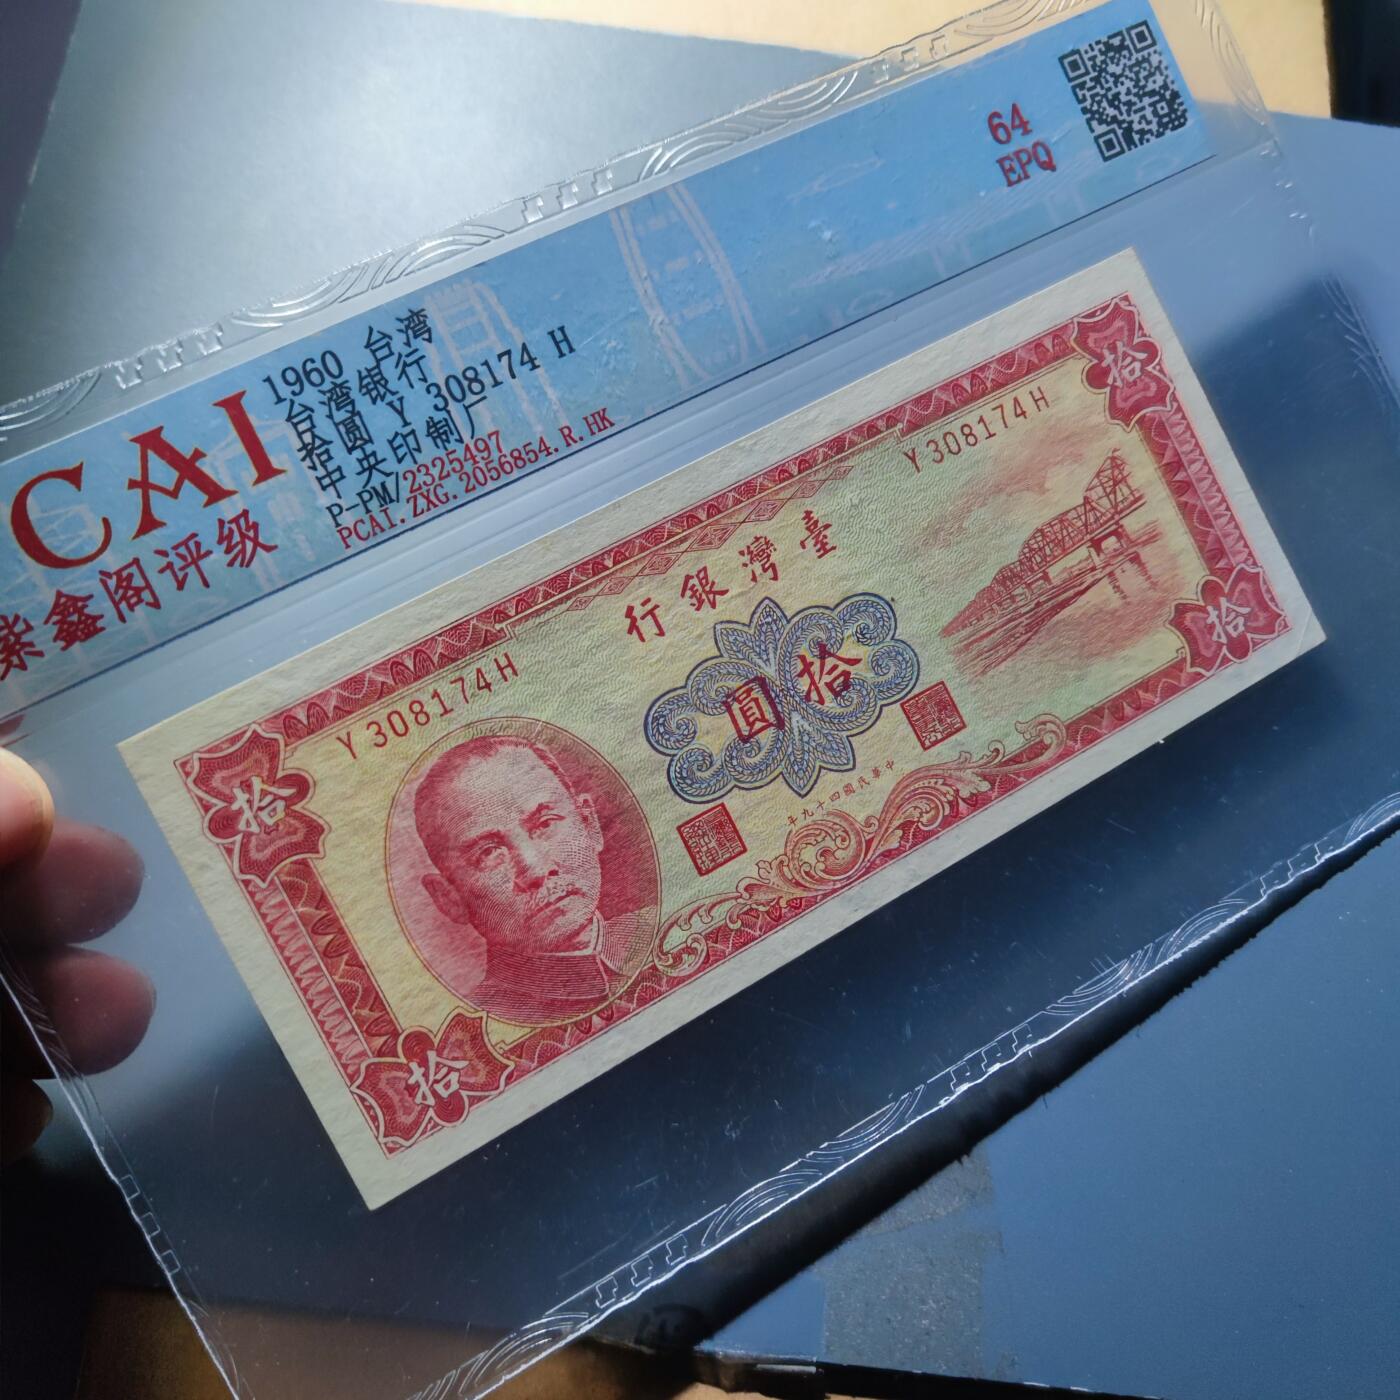 CAI
紫鑫阁评级
1960 台湾
台湾银行
拾圆 Y 308174 H
中央印制厂
P-PM/2325497
PCAI.ZXG.2056854.R.HK
64
EPQ
Y308174H
行銀灣臺
圓拾
Y308174H
年九十四國民華中
拾
拾
拾
拾